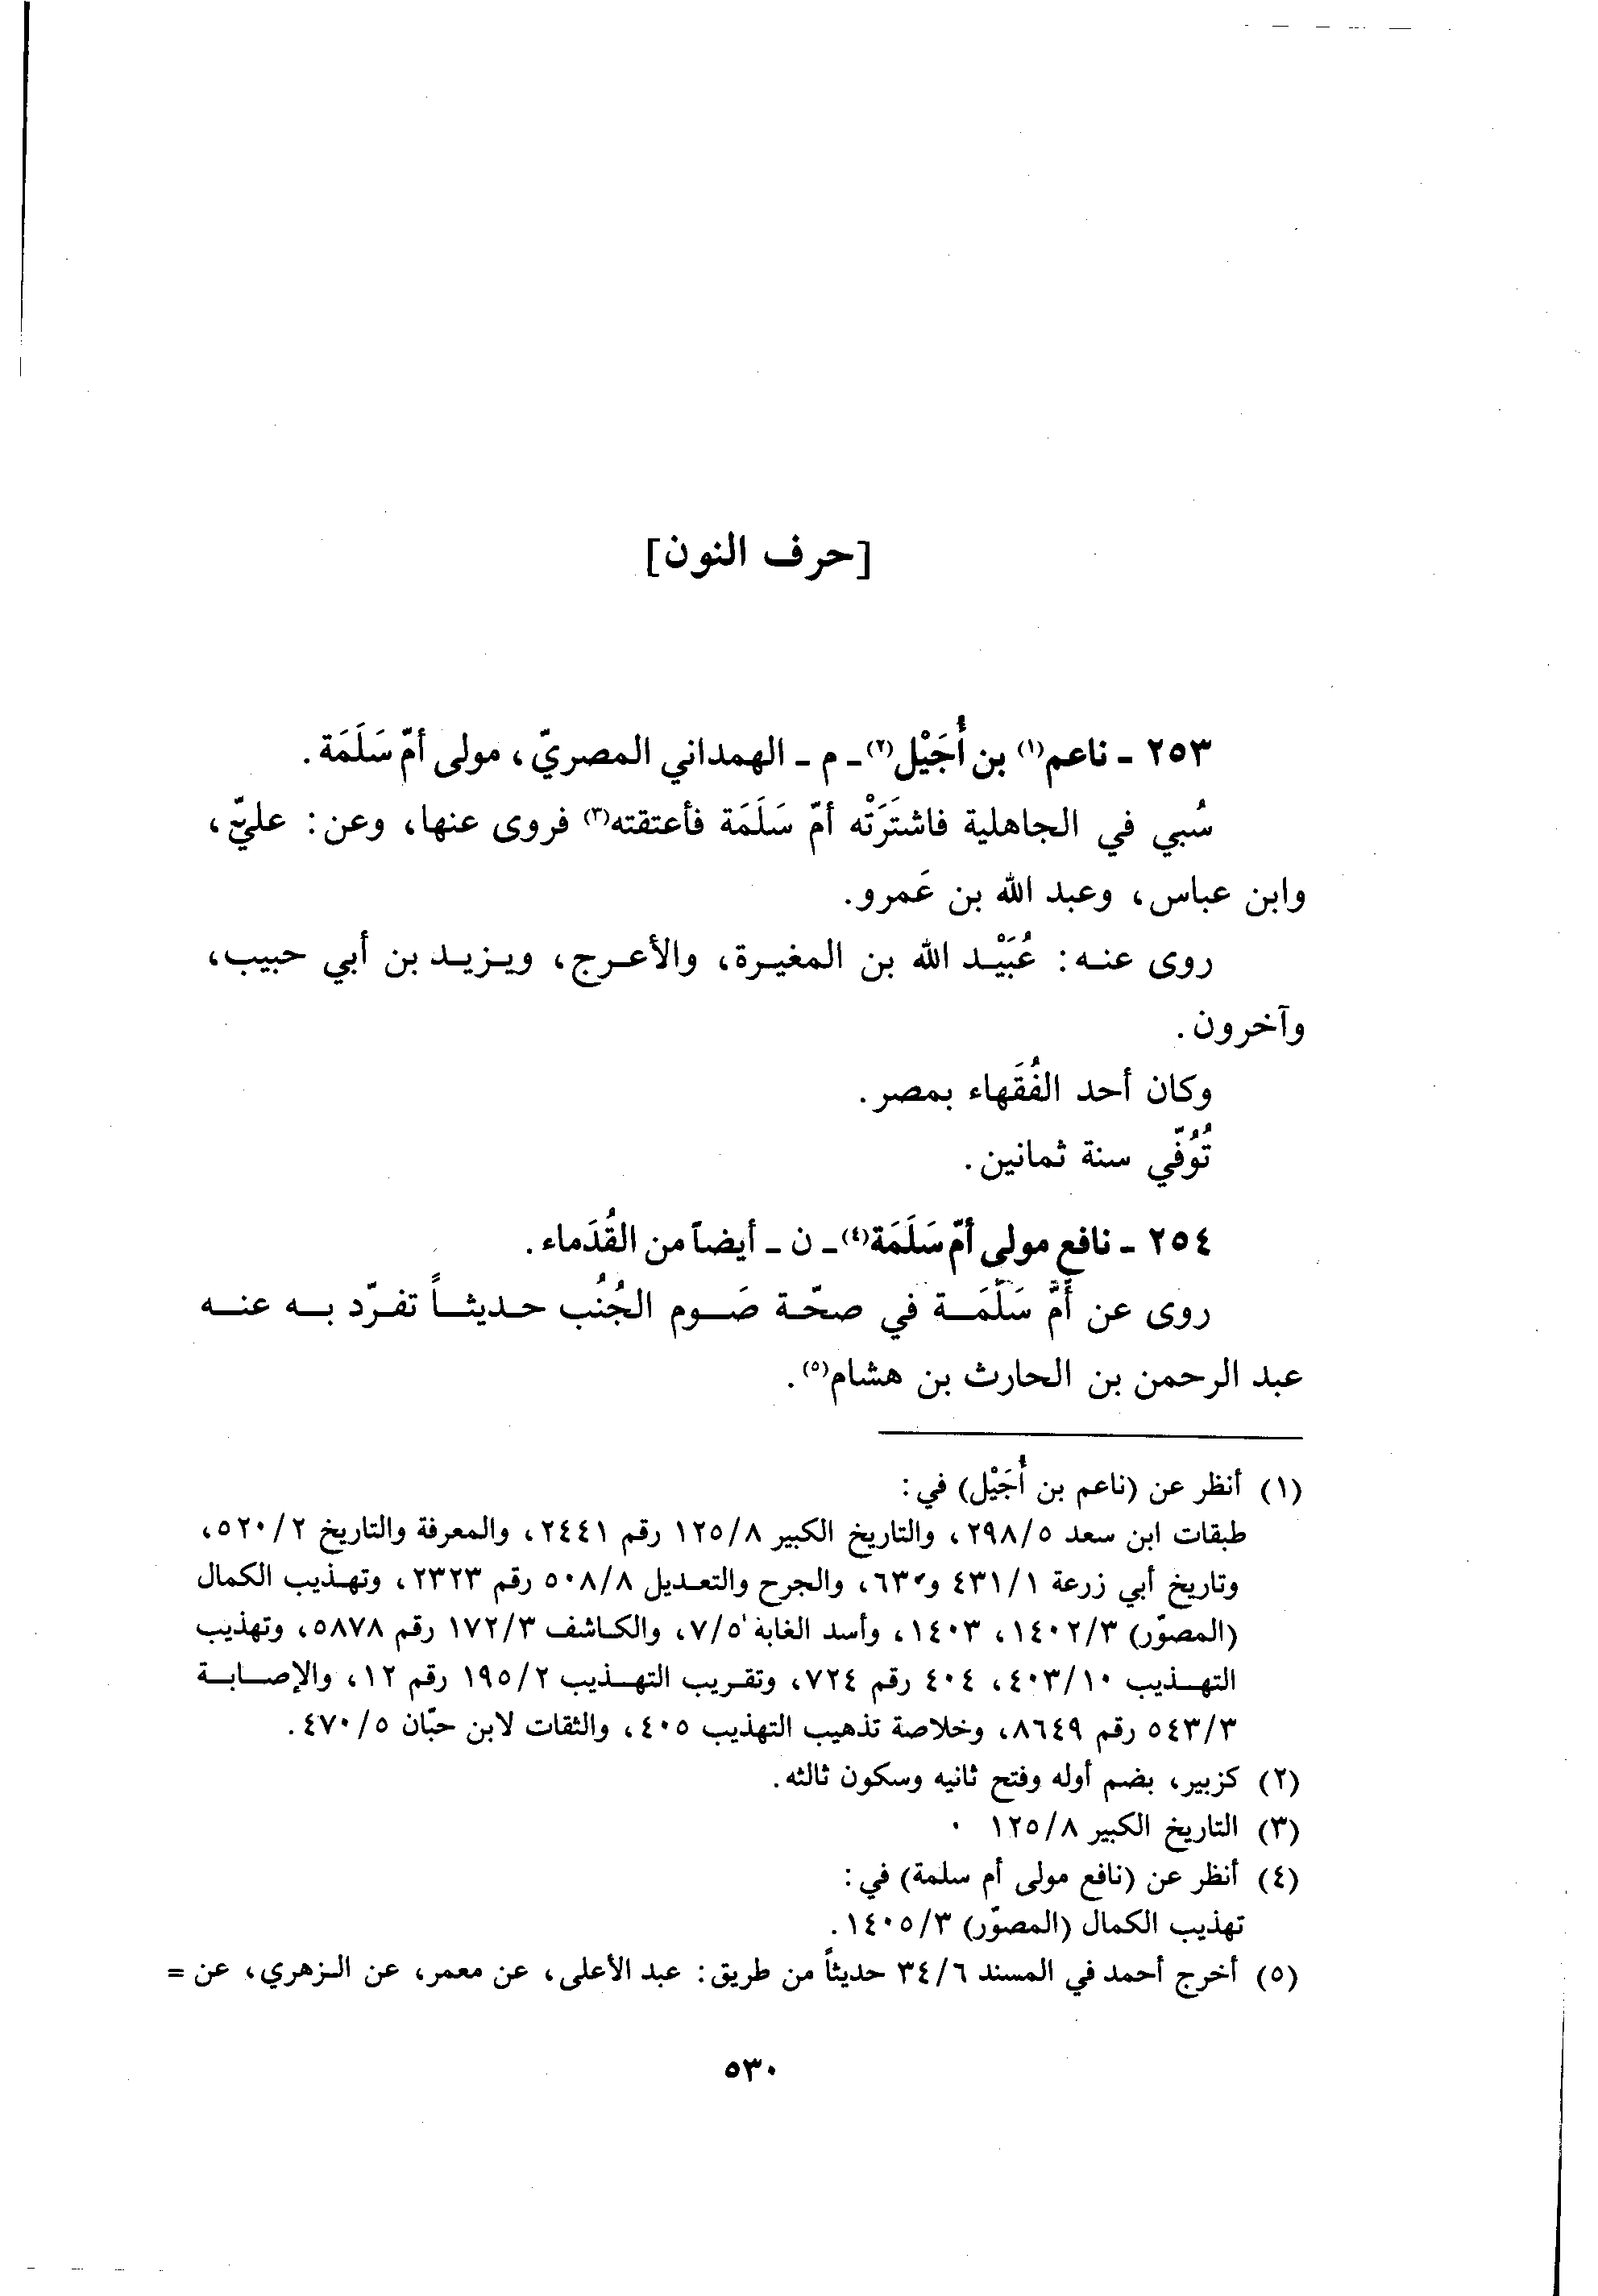 [حرف النون]
٢٥٣ - ناعم(١) بن أُجَيْل(٢) - م - الهمداني المصريّ، مولى أمّ سَلَمَة.
سُبي في الجاهلية فاشتَرَتْه أمّ سَلَمَة فأعتقته(٣) فروى عنها، وعن: عليّ،
وابن عباس، وعبد الله بن عَمرو.
روى عنه: عُبَيْد الله بن المغيرة، والأعرج، ويزيد بن أبي حبيب،
وآخرون.
وكان أحد الفُقَهاء بمصر.
تُوُفّي سنة ثمانين.
٢٥٤ - نافع مولى أمّ سَلَمَة(٤) - ن - أيضاً من القُدَماء.
روى عن أُمّ سَلَمَة في صحّة صَوم الجُنُب حديثاً تفرّد به عنه
عبد الرحمن بن الحارث بن هشام(٥).
(١) أنظر عن (ناعم بن أُجَيْل) في:
طبقات ابن سعد ٢٩٨/٥، والتاريخ الكبير ١٢٥/٨ رقم ٢٤٤١، والمعرفة والتاريخ ٥٢٠/٢،
وتاريخ أبي زرعة ٤٣١/١ و٦٣٠، والجرح والتعديل ٥٠٨/٨ رقم ٢٣٢٣، وتهذيب الكمال
(المصوّر) ١٤٠٢/٣، ١٤٠٣، وأسد الغابة ٧/٥، والكاشف ١٧٢/٣ رقم ٥٨٧٨، وتهذيب
التهذيب ٤٠٣/١٠، ٤٠٤ رقم ٧٢٤، وتقريب التهذيب ١٩٥/٢ رقم ١٢، والإصابة
٥٤٣/٣ رقم ٨٦٤٩، وخلاصة تذهيب التهذيب ٤٠٥، والثقات لابن حبّان ٤٧٠/٥.
(٢) كزبير، بضم أوله وفتح ثانيه وسكون ثالثه.
(٣) التاريخ الكبير ١٢٥/٨ .
(٤) أنظر عن (نافع مولى أم سلمة) في:
تهذيب الكمال (المصوّر) ١٤٠٥/٣.
(٥) أخرج أحمد في المسند ٣٤/٦ حديثاً من طريق: عبد الأعلى، عن معمر، عن الزهري، عن =
٥٣٠